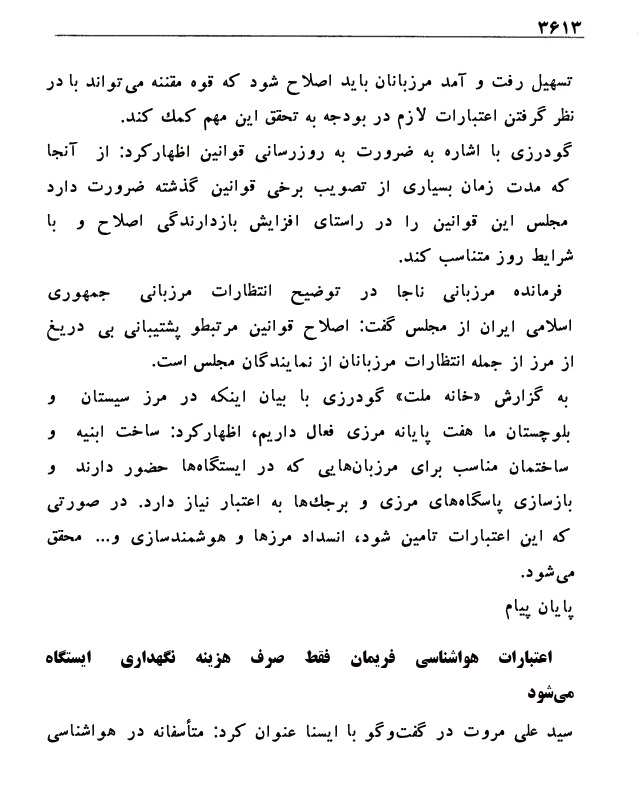 ۳۶۱۳
تسهیل رفت و آمد مرزبانان باید اصلاح شود که قوه مقننه می‌تواند با در
نظر گرفتن اعتبارات لازم در بودجه به تحقق این مهم کمك کند.
گودرزی با اشاره به ضرورت به روزرسانی قوانین اظهارکرد: از آنجا
که مدت زمان بسیاری از تصویب برخی قوانین گذشته ضرورت دارد
مجلس این قوانین را در راستای افزایش بازدارندگی اصلاح و با
شرایط روز متناسب کند.
فرمانده مرزبانی ناجا در توضیح انتظارات مرزبانی جمهوری
اسلامی ایران از مجلس گفت: اصلاح قوانین مرتبطو پشتیبانی بی دریغ
از مرز از جمله انتظارات مرزبانان از نمایندگان مجلس است.
به گزارش «خانه ملت» گودرزی با بیان اینکه در مرز سیستان و
بلوچستان ما هفت پایانه مرزی فعال داریم، اظهارکرد: ساخت ابنیه و
ساختمان مناسب برای مرزبان‌هایی که در ایستگاه‌ها حضور دارند و
بازسازی پاسگاه‌های مرزی و برجك‌ها به اعتبار نیاز دارد. در صورتی
که این اعتبارات تامین شود، انسداد مرزها و هوشمندسازی و... محقق
می‌شود.
پایان پیام
اعتبارات هواشناسی فریمان فقط صرف هزینه نگهداری ایستگاه
می‌شود
سید علی مروت در گفت‌وگو با ایسنا عنوان کرد: متأسفانه در هواشناسی